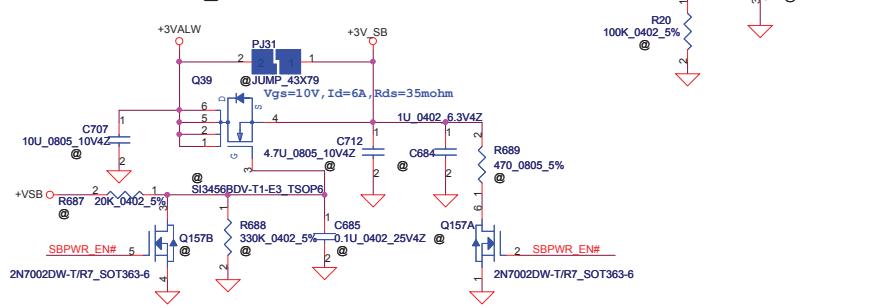 R20
100K_0402_5%
@
2
+3VALW
PJ31
+3V_SB
2 2 1 1
@ JUMP_43X79
Q39
Vgs=10V,Id=6A,Rds=35mohm
D
S
G
6
5
2
1
4
3
1U_0402_6.3V4Z
C707
10U_0805_10V4Z
@
1
2
C712
4.7U_0805_10V4Z
@
1
2
C684
@
1
2
R689
470_0805_5%
@
2
1
@
SI3456BDV-T1-E3_TSOP6
+VSB
2 1
R687
20K_0402_5%
@
3
Q157B
@
SBPWR_EN#
5
4
2N7002DW-T/R7_SOT363-6
R688
330K_0402_5%
@
1
2
C685
0.1U_0402_25V4Z
@
1
2
Q157A
@
6
2
SBPWR_EN#
1
2N7002DW-T/R7_SOT363-6